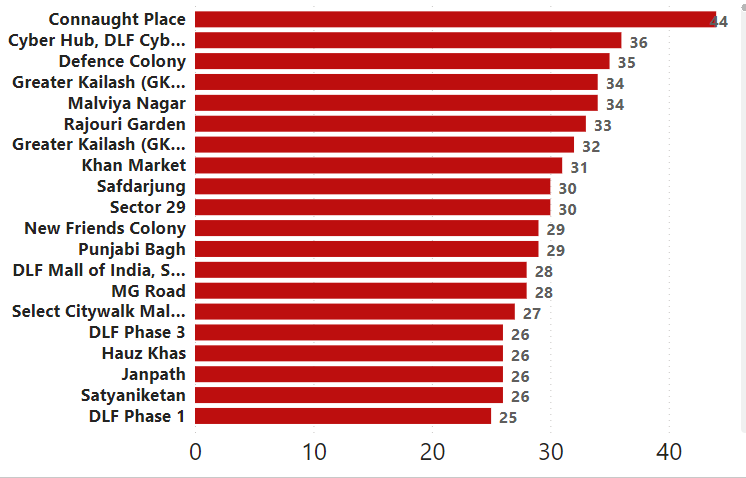 Connaught Place 44
Cyber Hub, DLF Cyb... 36
Defence Colony 35
Greater Kailash (GK... 34
Malviya Nagar 34
Rajouri Garden 33
Greater Kailash (GK... 32
Khan Market 31
Safdarjung 30
Sector 29 30
New Friends Colony 29
Punjabi Bagh 29
DLF Mall of India, S... 28
MG Road 28
Select Citywalk Mal... 27
DLF Phase 3 26
Hauz Khas 26
Janpath 26
Satyaniketan 26
DLF Phase 1 25
0 10 20 30 40